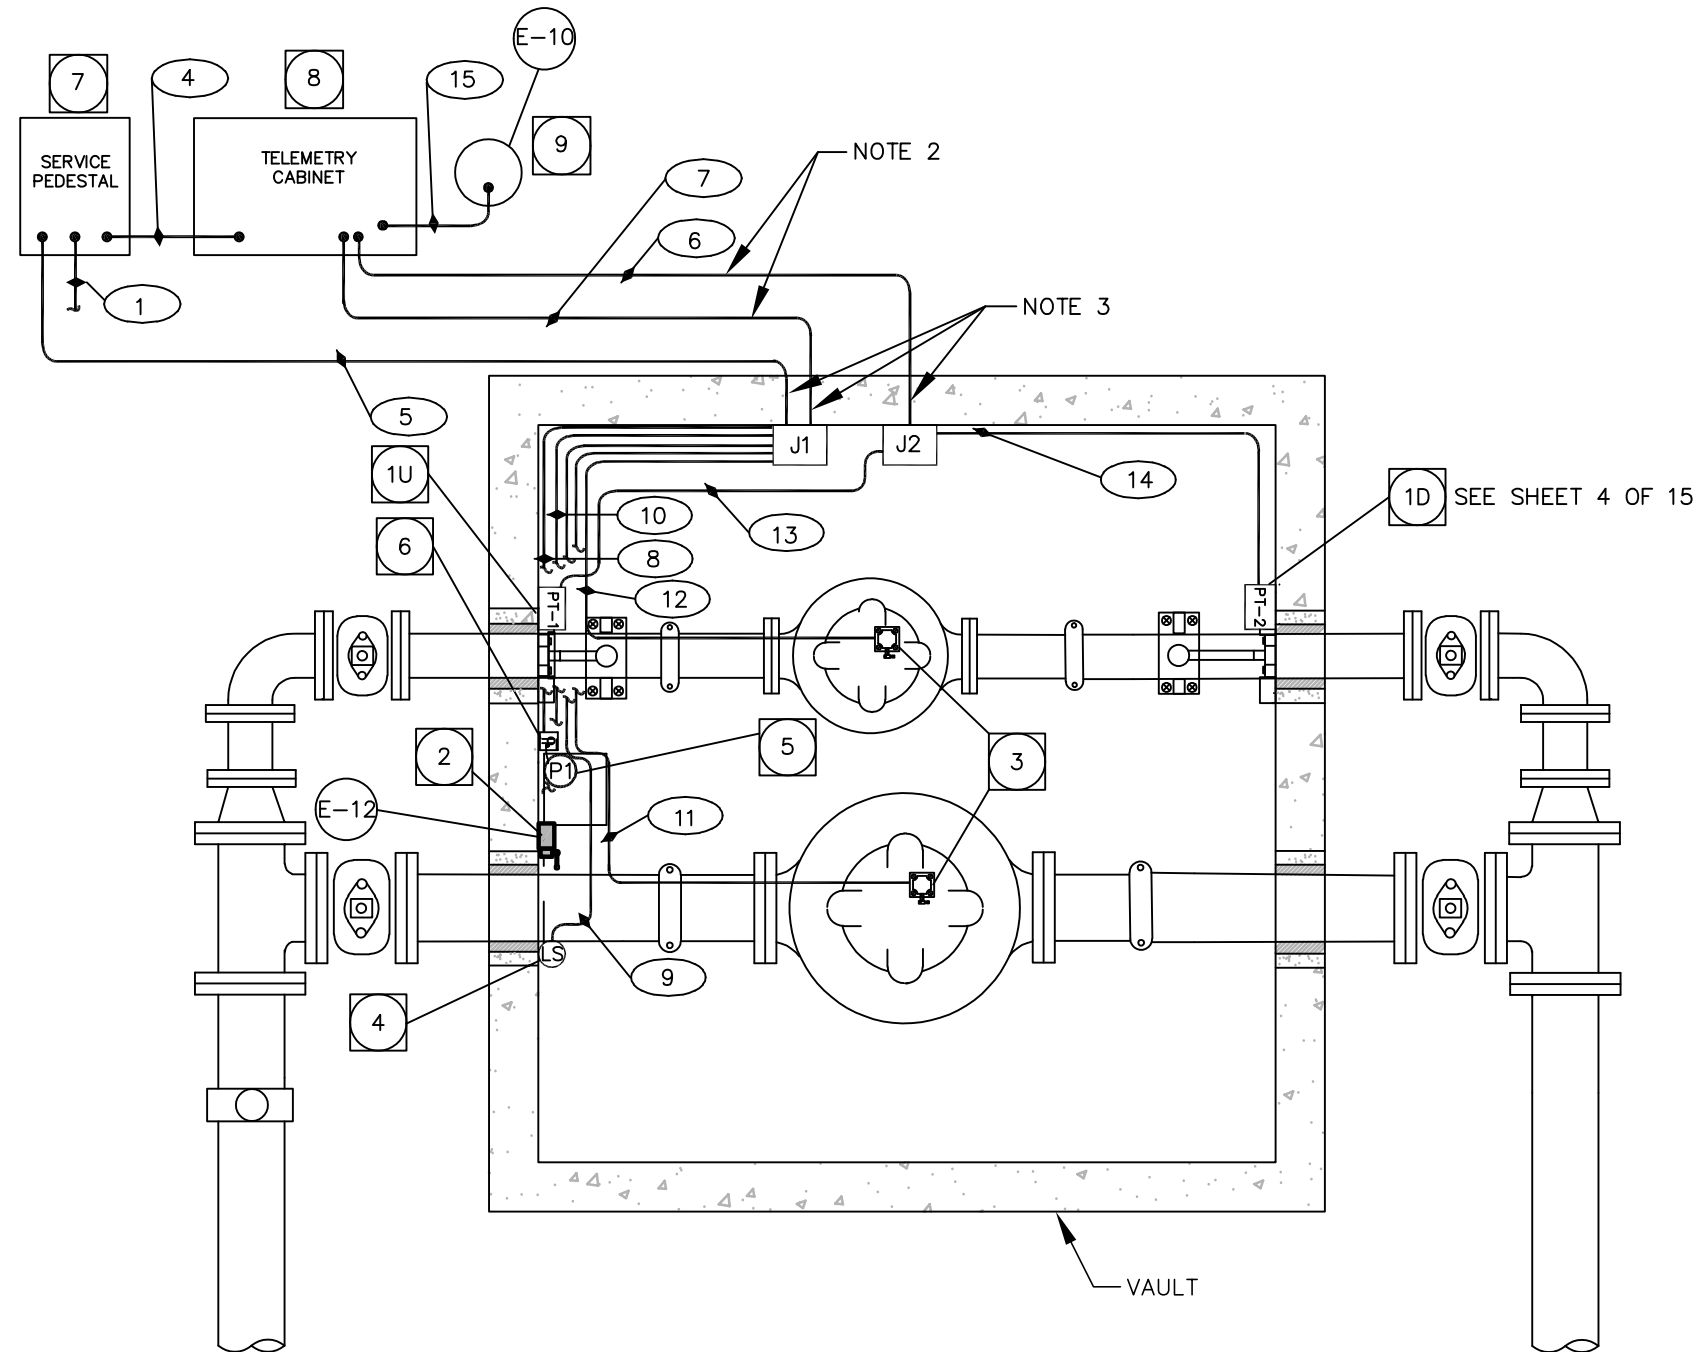 E-10
7
4
8
15
9
SERVICE
PEDESTAL
TELEMETRY
CABINET
NOTE 2
7
6
1
NOTE 3
5
J1
J2
1U
14
1D
SEE SHEET 4 OF 15
10
13
6
8
12
PT-1
PT-2
2
P
P1
5
3
E-12
11
LS
9
4
VAULT